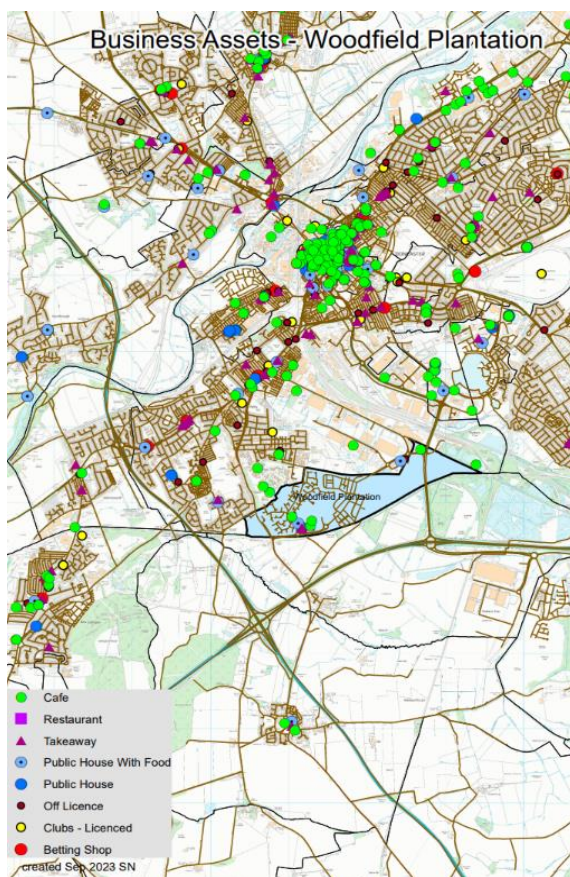 Business Assets - Woodfield Plantation
Woodfield Plantation
Cafe
Restaurant
Takeaway
Public House With Food
Public House
Off Licence
Clubs - Licenced
Betting Shop
created Sep 2023 SN